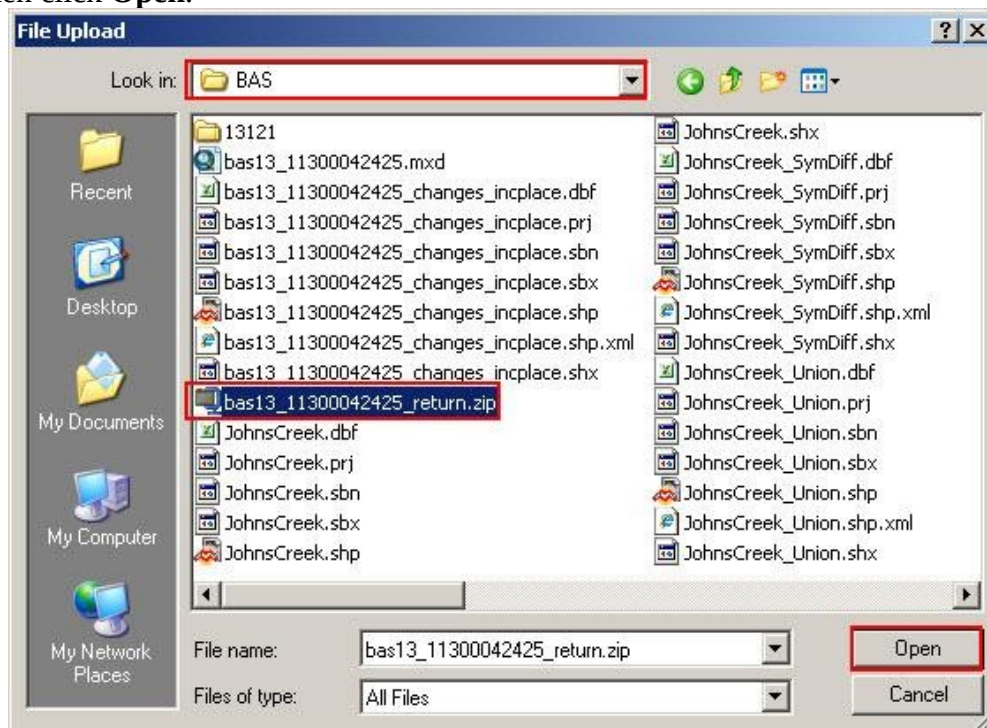 click Open.
File Upload
Look in: BAS
Recent
Desktop
My Documents
My Computer
My Network
Places
13121
bas13_11300042425.mxd
bas13_11300042425_changes_incplace.dbf
bas13_11300042425_changes_incplace.prj
bas13_11300042425_changes_incplace.sbn
bas13_11300042425_changes_incplace.sbx
bas13_11300042425_changes_incplace.shp
bas13_11300042425_changes_incplace.shp.xml
bas13_11300042425_changes_incplace.shx
bas13_11300042425_return.zip
JohnsCreek.dbf
JohnsCreek.prj
JohnsCreek.sbn
JohnsCreek.sbx
JohnsCreek.shp
JohnsCreek.shx
JohnsCreek_SymDiff.dbf
JohnsCreek_SymDiff.prj
JohnsCreek_SymDiff.sbn
JohnsCreek_SymDiff.sbx
JohnsCreek_SymDiff.shp
JohnsCreek_SymDiff.shp.xml
JohnsCreek_SymDiff.shx
JohnsCreek_Union.dbf
JohnsCreek_Union.prj
JohnsCreek_Union.sbn
JohnsCreek_Union.sbx
JohnsCreek_Union.shp
JohnsCreek_Union.shp.xml
JohnsCreek_Union.shx
File name: bas13_11300042425_return.zip Open
Files of type: All Files Cancel